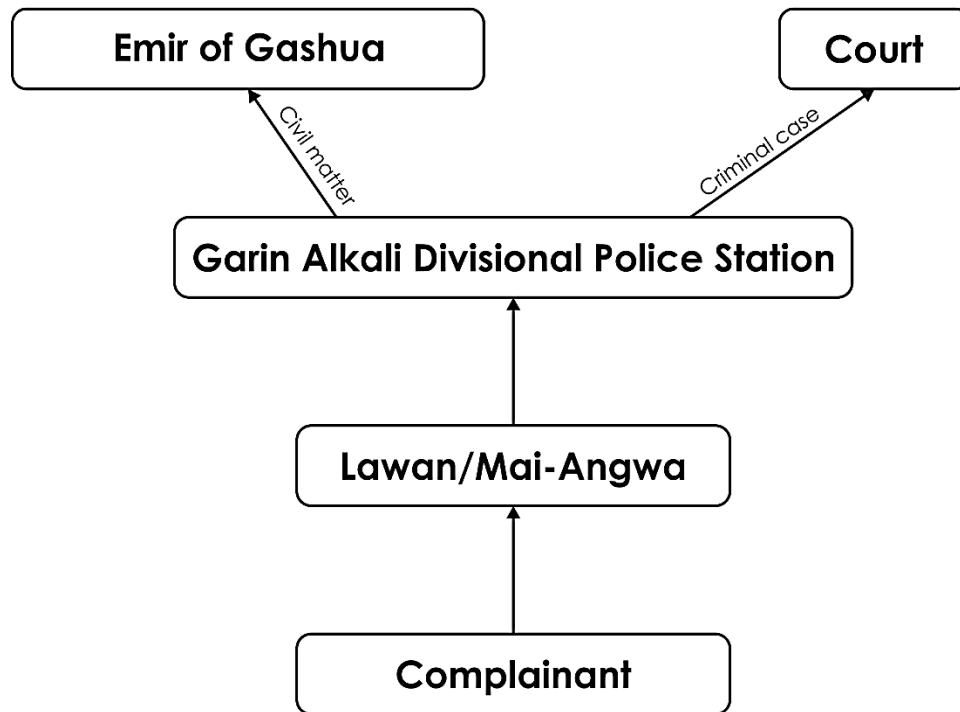 Emir of Gashua
Court
Civil matter
Criminal case
Garin Alkali Divisional Police Station
Lawan/Mai-Angwa
Complainant